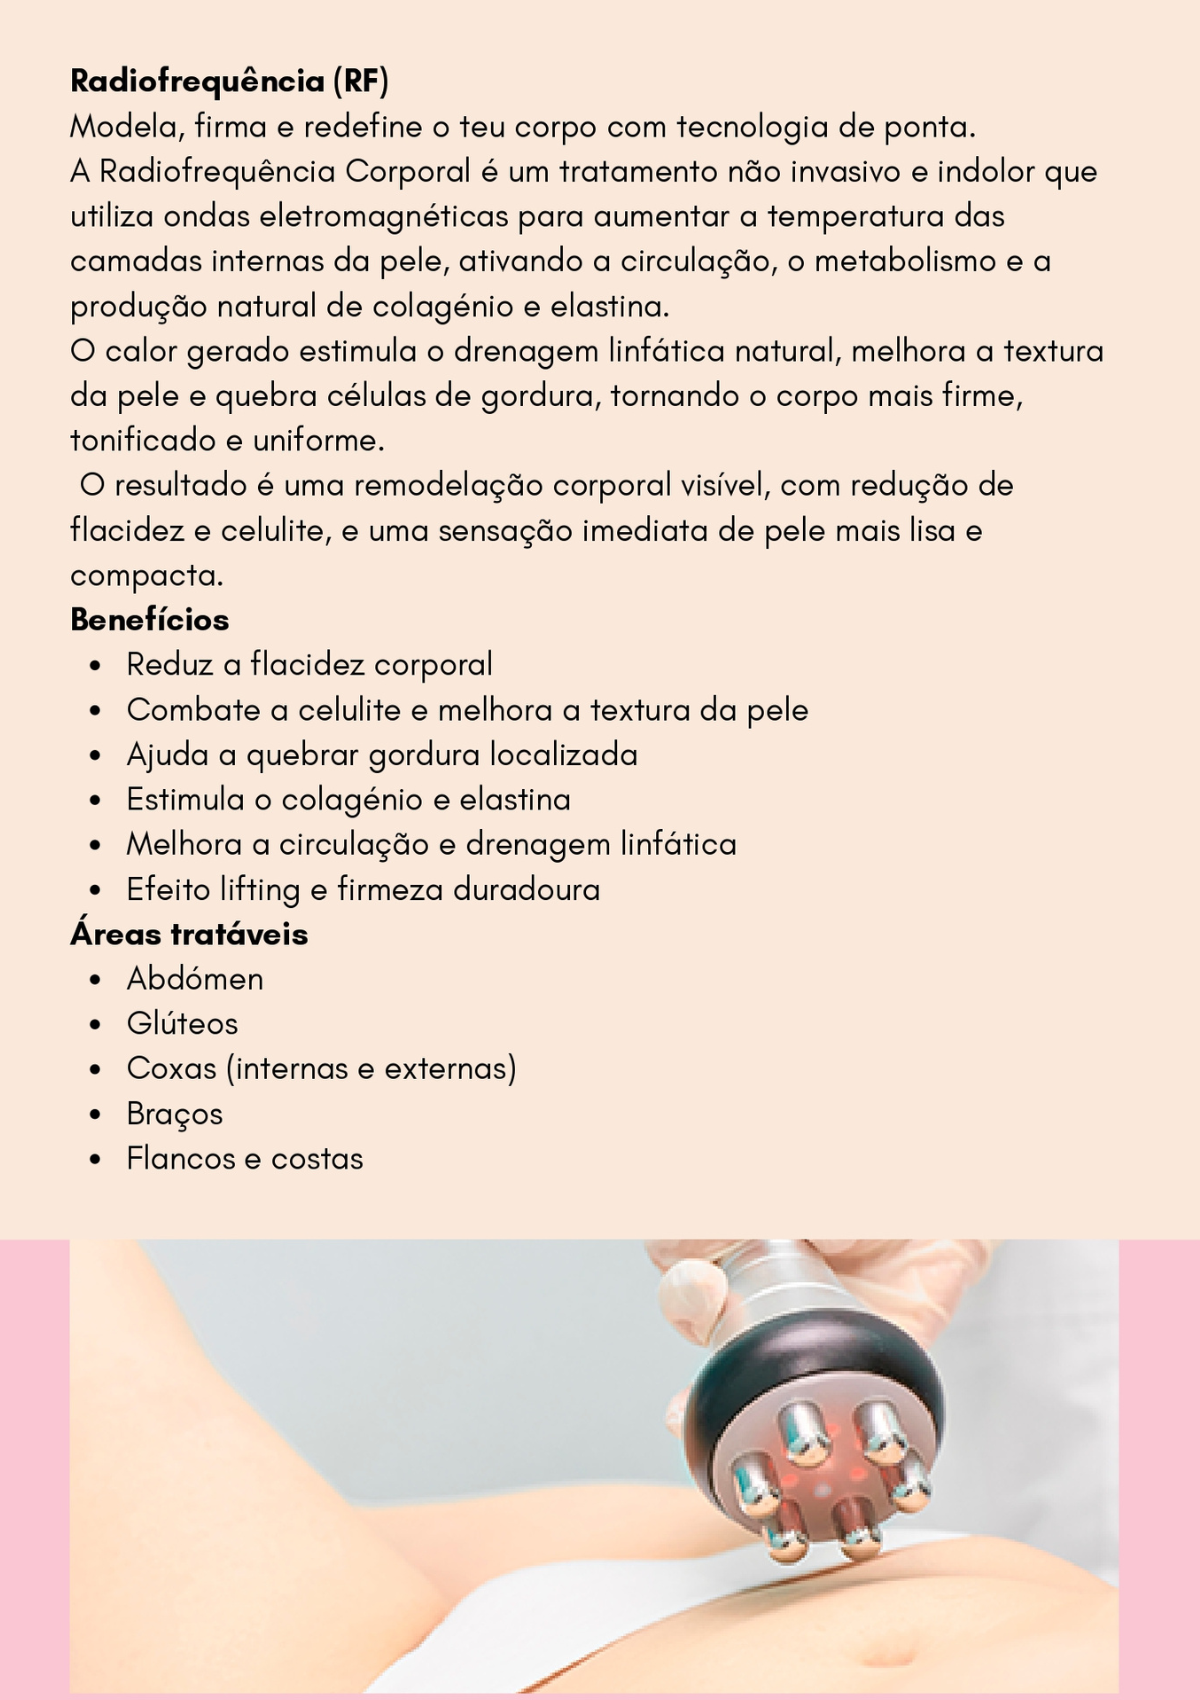 Radiofrequência (RF)
Modela, firma e redefine o teu corpo com tecnologia de ponta.
A Radiofrequência Corporal é um tratamento não invasivo e indolor que
utiliza ondas eletromagnéticas para aumentar a temperatura das
camadas internas da pele, ativando a circulação, o metabolismo e a
produção natural de colagénio e elastina.
O calor gerado estimula o drenagem linfática natural, melhora a textura
da pele e quebra células de gordura, tornando o corpo mais firme,
tonificado e uniforme.
O resultado é uma remodelação corporal visível, com redução de
flacidez e celulite, e uma sensação imediata de pele mais lisa e
compacta.
Benefícios
• Reduz a flacidez corporal
• Combate a celulite e melhora a textura da pele
• Ajuda a quebrar gordura localizada
• Estimula o colagénio e elastina
• Melhora a circulação e drenagem linfática
• Efeito lifting e firmeza duradoura
Áreas tratáveis
• Abdómen
• Glúteos
• Coxas (internas e externas)
• Braços
• Flancos e costas